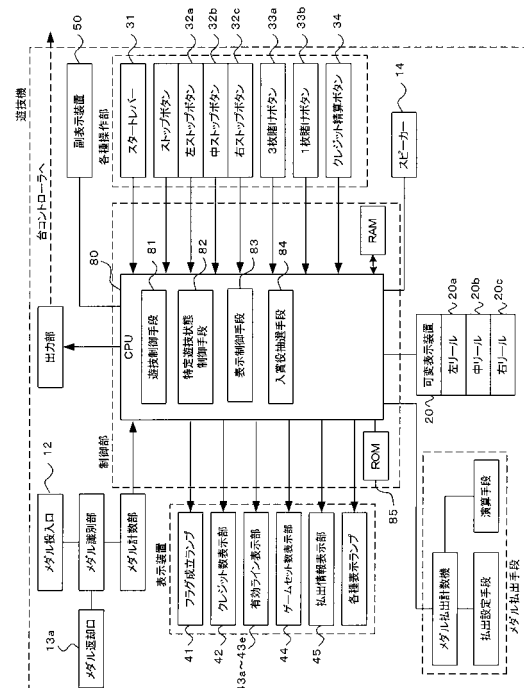 遊技機
台コントローラへ
出力部
メダル投入口
12
メダル識別部
メダル返却口
13a
メダル計数部
副表示装置
50
各種操作部
スタートレバー
31
ストップボタン
左ストップボタン
32a
中ストップボタン
32b
右ストップボタン
32c
3枚賭けボタン
33a
1枚賭けボタン
33b
クレジット精算ボタン
34
スピーカー
14
制御部
80
CPU
遊技制御手段
81
特定遊技状態
制御手段
82
表示制御手段
83
入賞役抽選手段
84
RAM
ROM
85
表示装置
フラグ成立ランプ
41
クレジット数表示部
42
有効ライン表示部
43a~43e
ゲームセット数表示部
44
払出情報表示部
45
各種表示ランプ
20
可変表示装置
左リール
20a
中リール
20b
右リール
20c
メダル払出計数機
払出設定手段
演算手段
メダル払出手段